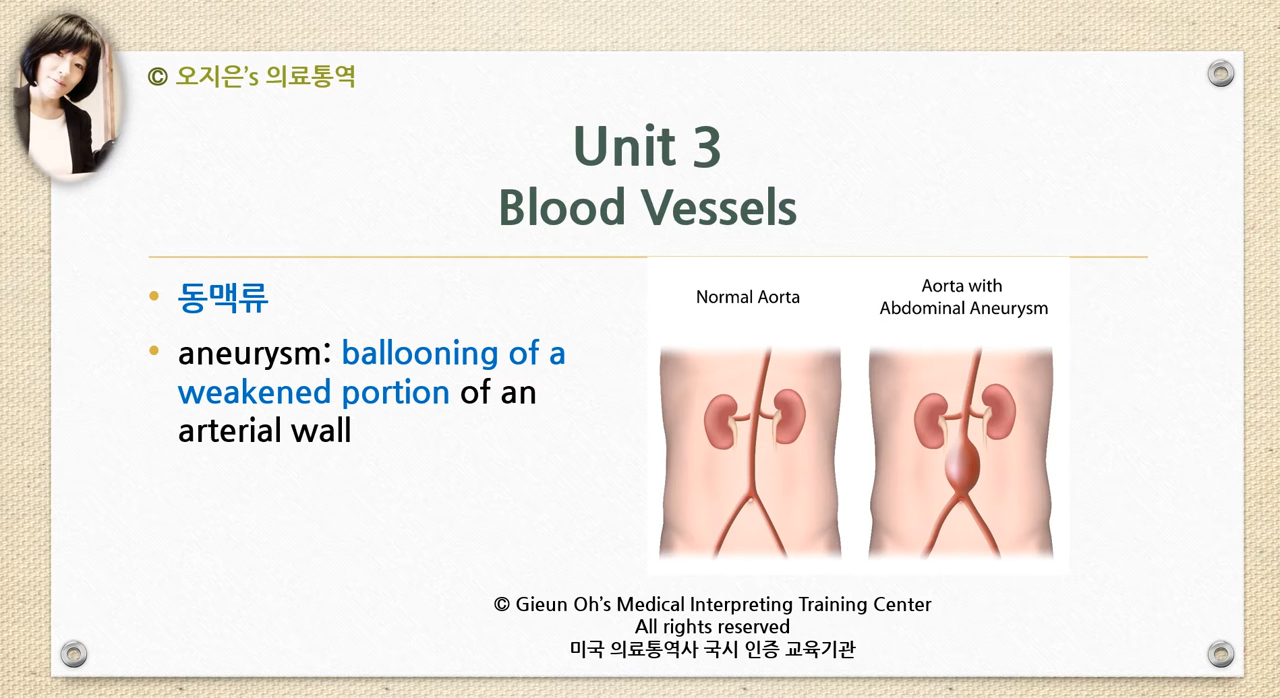 © 오지은's 의료통역
Unit 3
Blood Vessels
• 동맥류
• aneurysm: ballooning of a
weakened portion of an
arterial wall
Normal Aorta
Aorta with
Abdominal Aneurysm
© Gieun Oh's Medical Interpreting Training Center
All rights reserved
미국 의료통역사 국시 인증 교육기관